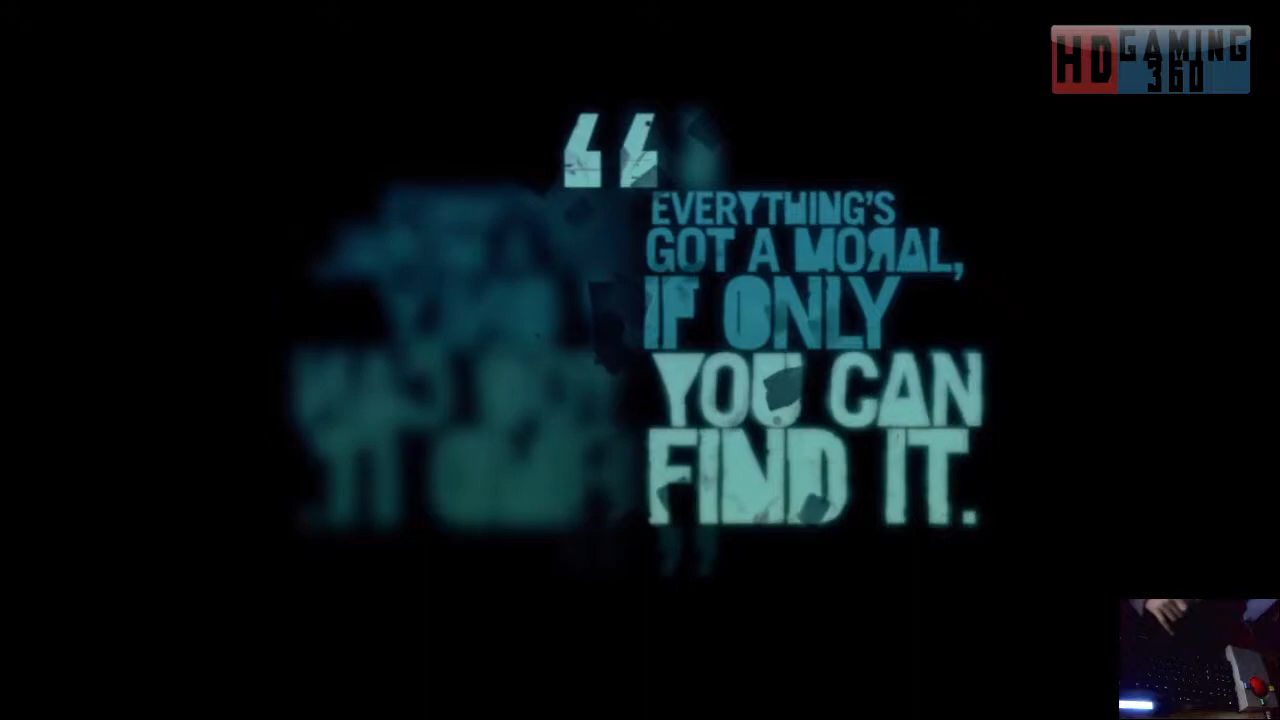 HD GAMING
360
“
EVERYTHING'S
GOT A MORAL,
IF ONLY
YOU CAN
FIND IT.